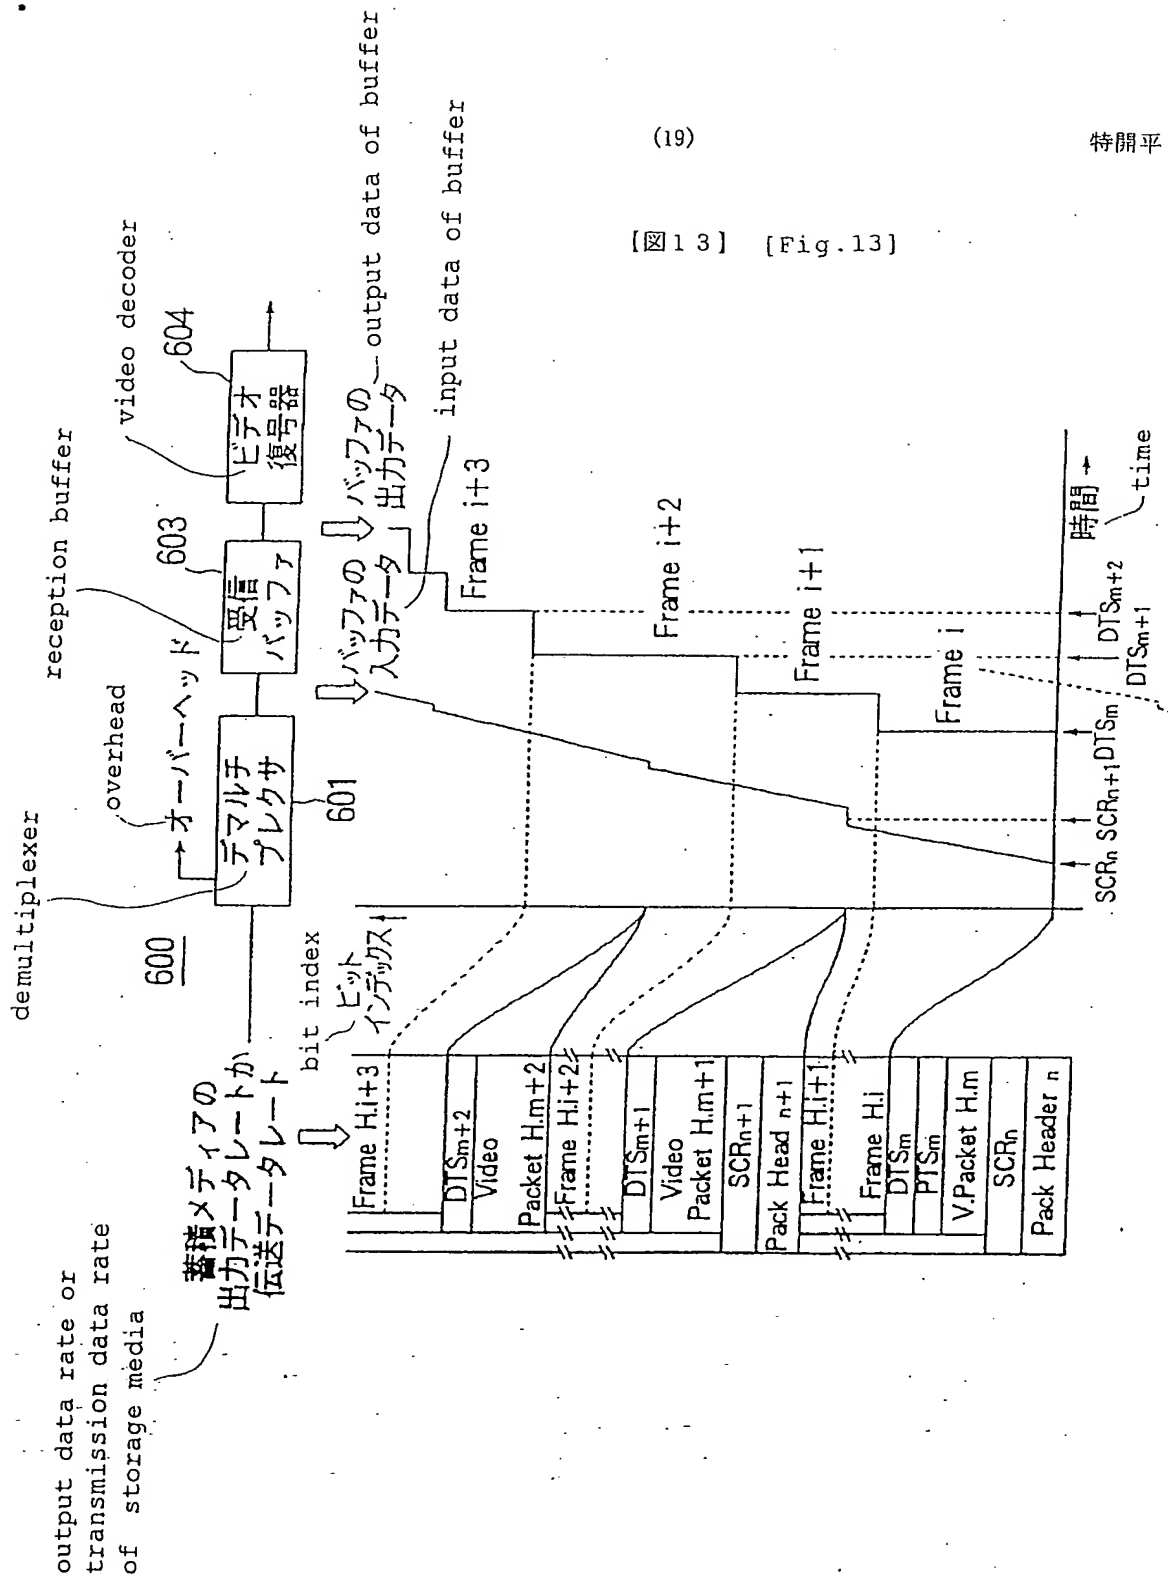 (19)
特開平
【図13】 [Fig.13]
output data rate or
transmission data rate
of storage media
蓄積メディアの
出力データレートか
伝送データレート
demultiplexer
600
overhead
オーバーヘッド
デマルチ
プレクサ
601
reception buffer
603
受信
バッファ
video decoder
604
ビデオ
復号器
bit index
ビット
インデックス
バッファの
入力データ
input data of buffer
バッファの
出力データ
output data of buffer
Frame H.i+3
DTSm+2
Video
Packet H.m+2
Frame H.i+2
DTSm+1
Video
Packet H.m+1
SCRn+1
Pack Head n+1
Frame H.i+1
Frame H.i
DTSm
PTSm
V.Packet H.m
SCRn
Pack Header n
Frame i+3
Frame i+2
Frame i+1
Frame i
SCRn
SCRn+1
DTSm
DTSm+1
DTSm+2
時間
time